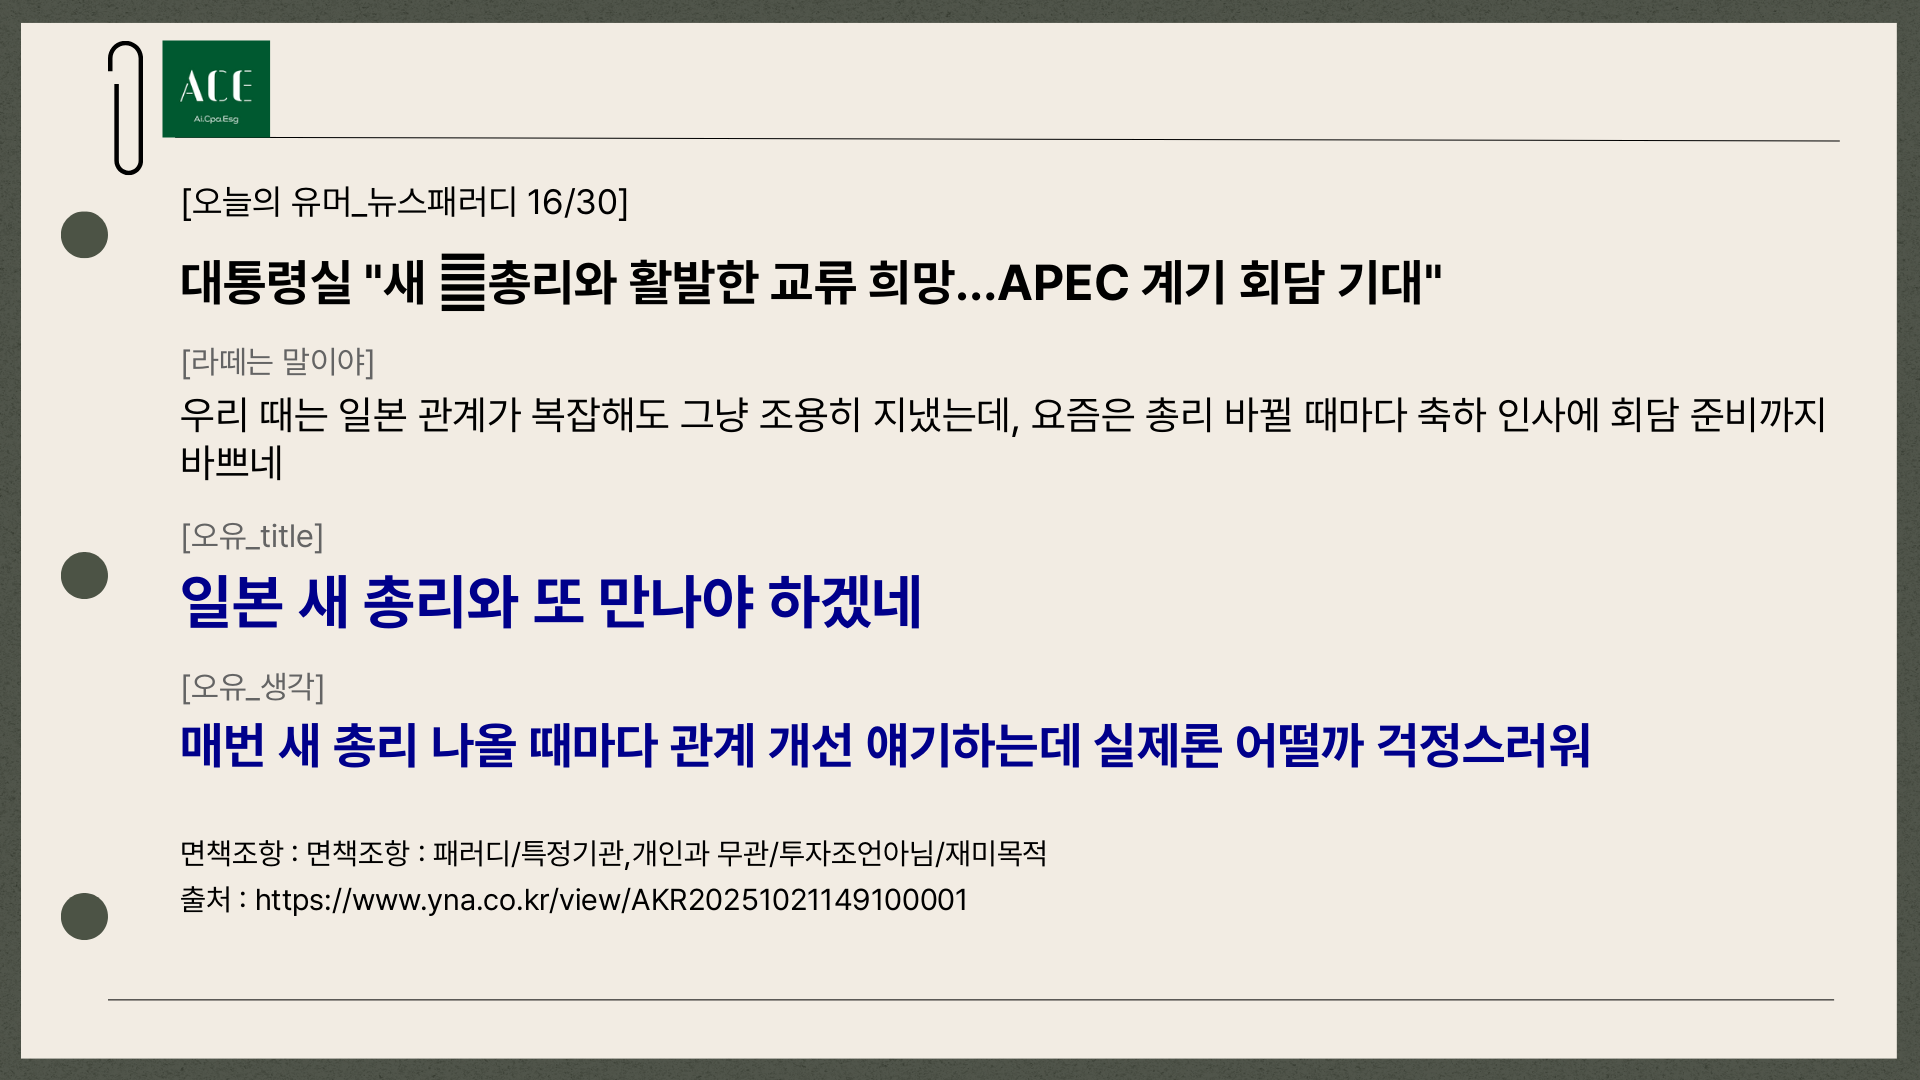 ACE
Ai.Cpa.Esg
[오늘의 유머_뉴스패러디 16/30]
대통령실 "새 총리와 활발한 교류 희망...APEC 계기 회담 기대"
[라떼는 말이야]
우리 때는 일본 관계가 복잡해도 그냥 조용히 지냈는데, 요즘은 총리 바뀔 때마다 축하 인사에 회담 준비까지
바쁘네
[오유_title]
일본 새 총리와 또 만나야 하겠네
[오유_생각]
매번 새 총리 나올 때마다 관계 개선 얘기하는데 실제론 어떨까 걱정스러워
면책조항 : 면책조항 : 패러디/특정기관,개인과 무관/투자조언아님/재미목적
출처 : https://www.yna.co.kr/view/AKR20251021149100001